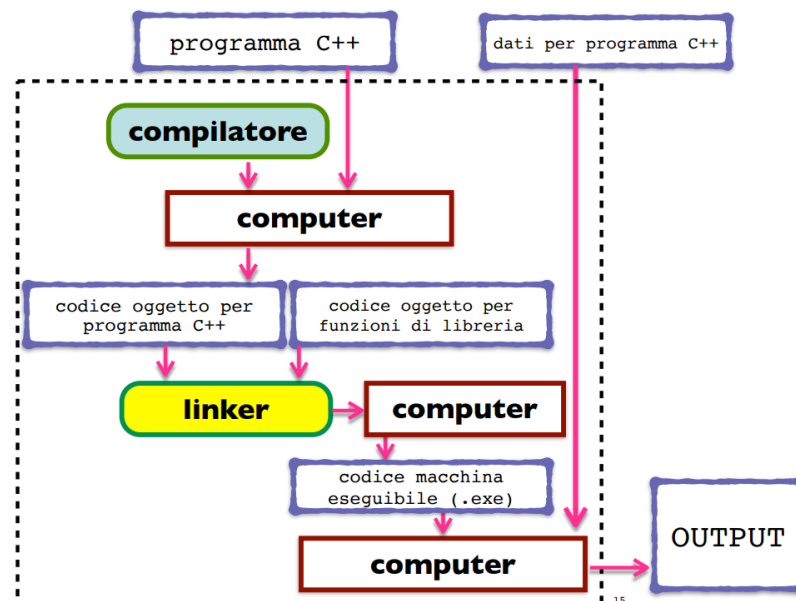 programma C++
dati per programma C++
compilatore
computer
codice oggetto per
programma C++
codice oggetto per
funzioni di libreria
linker
computer
codice macchina
eseguibile (.exe)
computer
OUTPUT
15